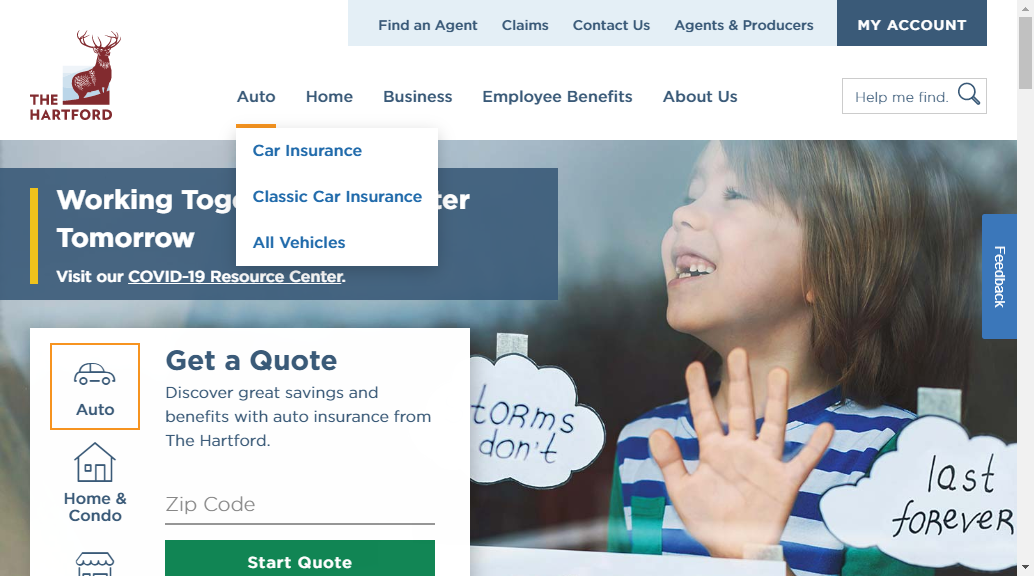 Find an Agent
Claims
Contact Us
Agents & Producers
MY ACCOUNT
THE
HARTFORD
Auto
Home
Business
Employee Benefits
About Us
Help me find.
Car Insurance
Classic Car Insurance
All Vehicles
Working
Tomorrow
Visit our COVID-19 Resource Center.
Feedback
Auto
Home &
Condo
Get a Quote
Discover great savings and
benefits with auto insurance from
The Hartford.
Zip Code
Start Quote
torms
don't
last
forever